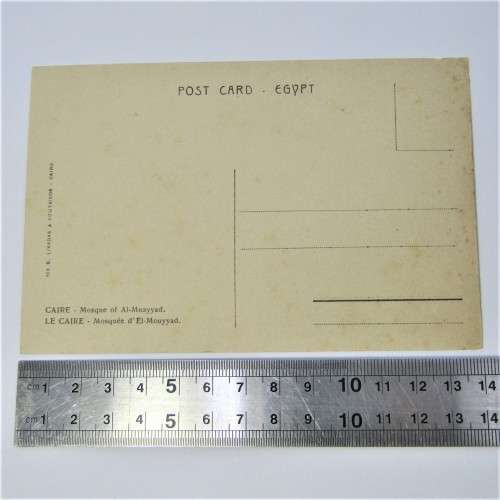 POST CARD - EGYPT
CAIRE - Mosque of Al-Muayyad.
LE CAIRE - Mosquée d'El-Mouyyad.
cm 1 2 3 4 5 6 7 8 9 10 11 12 13 14
cm 1 2 3 4 5 6 7 8 9 10 11 12 13 14